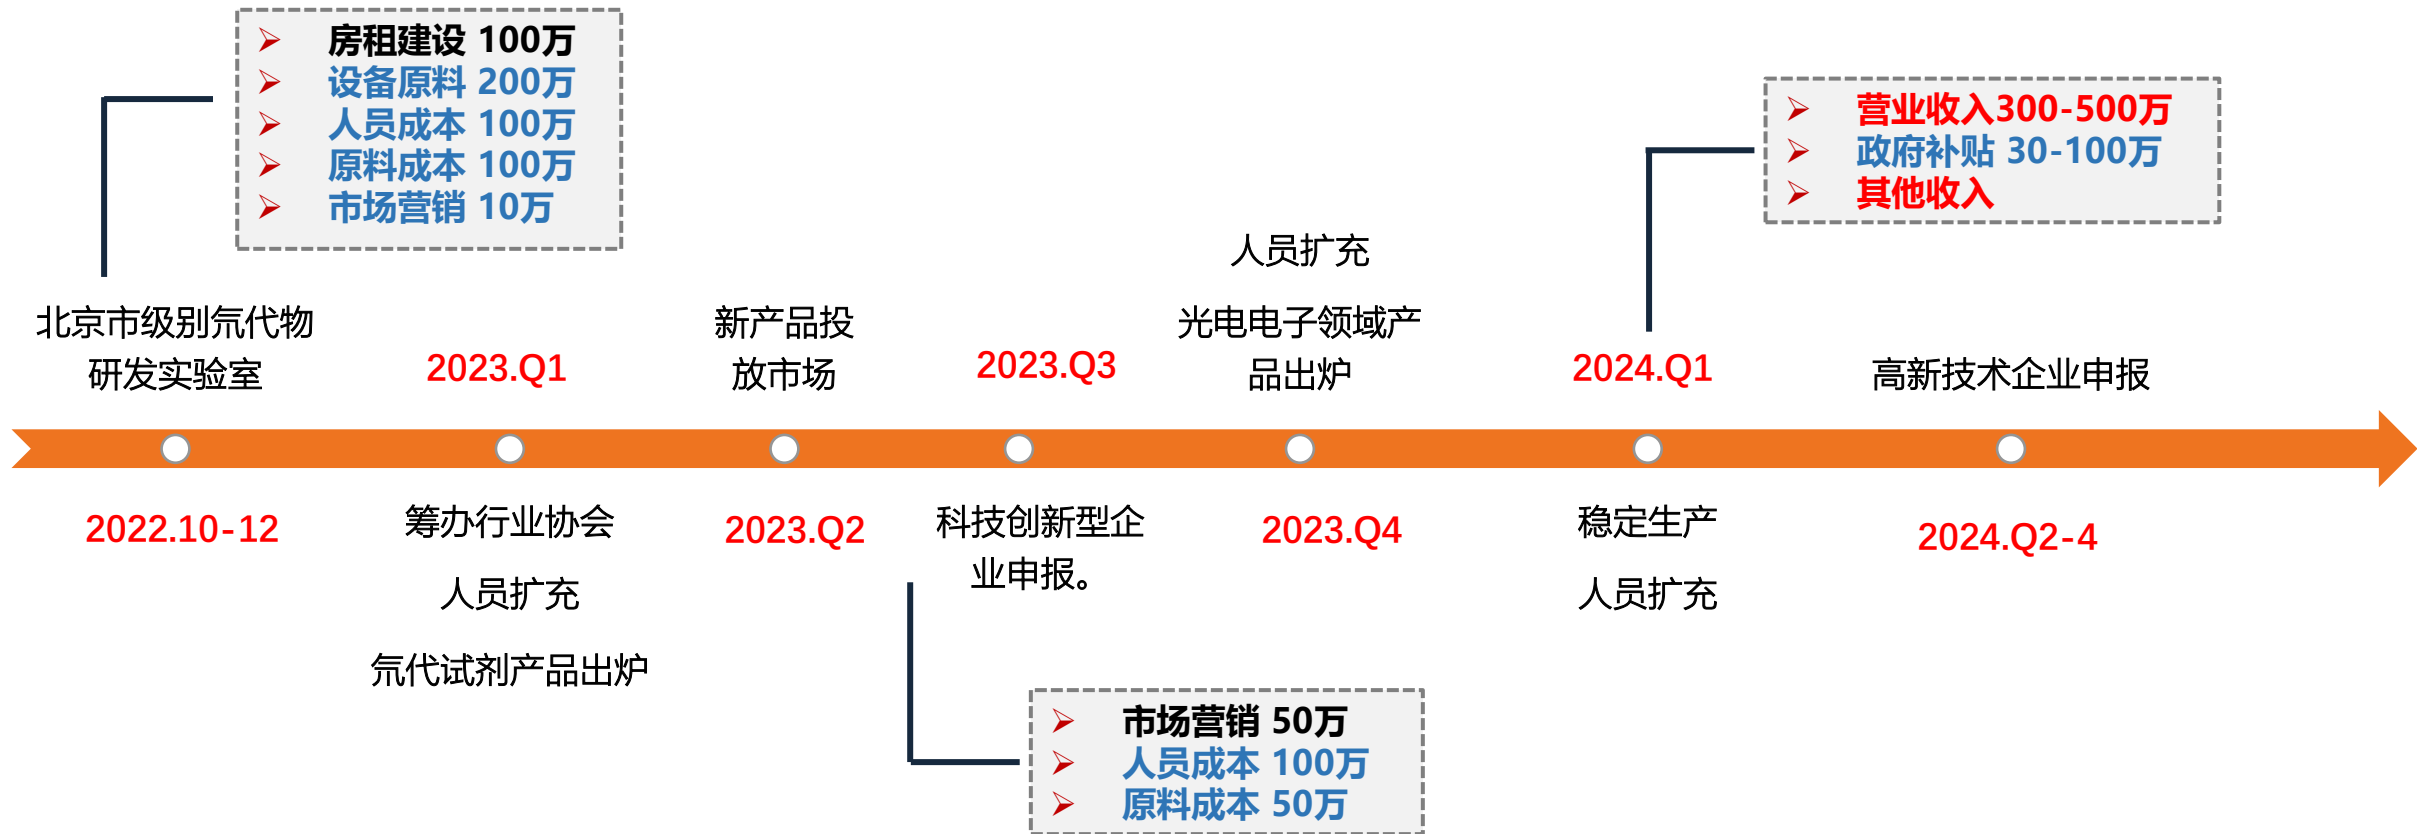 房租建设 100万
设备原料 200万
人员成本 100万
原料成本 100万
市场营销 10万
营业收入300-500万
政府补贴 30-100万
其他收入
北京市级别氘代物
研发实验室
2023.Q1
新产品投
放市场
2023.Q3
人员扩充
光电电子领域产
品出炉
2024.Q1
高新技术企业申报
2022.10-12
筹办行业协会
人员扩充
氘代试剂产品出炉
2023.Q2
科技创新型企
业申报。
2023.Q4
稳定生产
人员扩充
2024.Q2-4
市场营销 50万
人员成本 100万
原料成本 50万